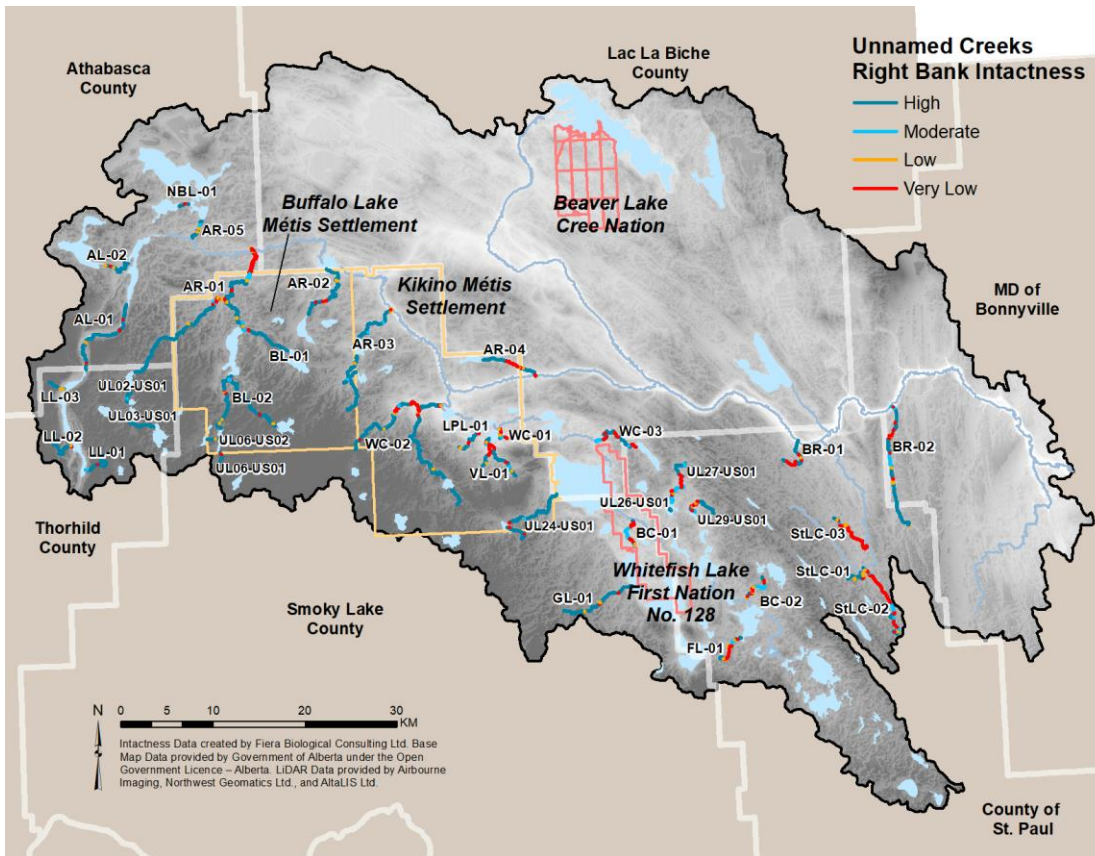 Unnamed Creeks
Right Bank Intactness
High
Moderate
Low
Very Low
Athabasca
County
Lac La Biche
County
NBL-01
Buffalo Lake
Métis Settlement
Beaver Lake
Cree Nation
AR-05
AL-02
AR-01
AR-02
Kikino Métis
Settlement
MD of
Bonnyville
AL-01
BL-01
AR-03
AR-04
LL-03
UL02-US01
BL-02
UL03-US01
LL-02
LL-01
UL06-US02
UL06-US01
WC-02
LPL-01
WC-01
VL-01
WC-03
BR-01
BR-02
UL27-US01
UL26-US01
UL29-US01
UL24-US01
BC-01
StLC-03
StLC-01
StLC-02
Thorhild
County
Whitefish Lake
First Nation
No. 128
GL-01
BC-02
FL-01
Smoky Lake
County
N
0 5 10 20 30
KM
Intactness Data created by Fiera Biological Consulting Ltd. Base
Map Data provided by Government of Alberta under the Open
Government Licence – Alberta. LiDAR Data provided by Airbourne
Imaging, Northwest Geomatics Ltd., and AltaLIS Ltd.
County of
St. Paul